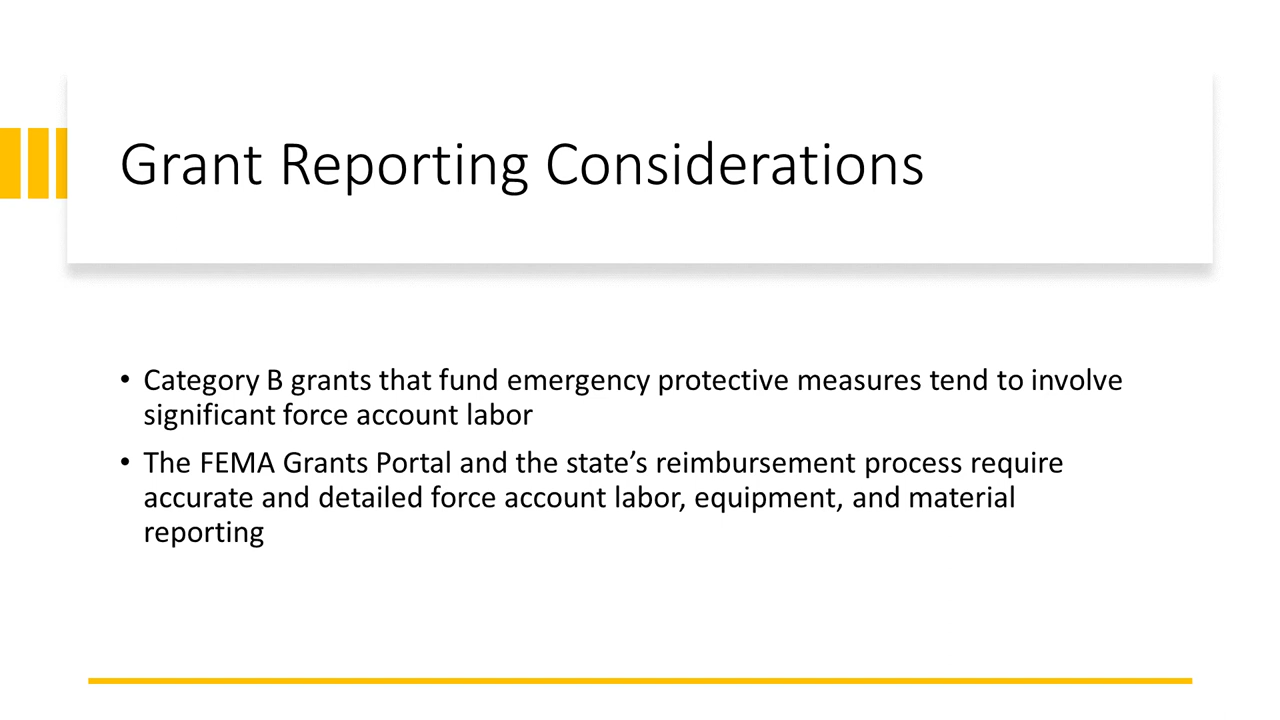 Grant Reporting Considerations
• Category B grants that fund emergency protective measures tend to involve
significant force account labor
• The FEMA Grants Portal and the state’s reimbursement process require
accurate and detailed force account labor, equipment, and material
reporting